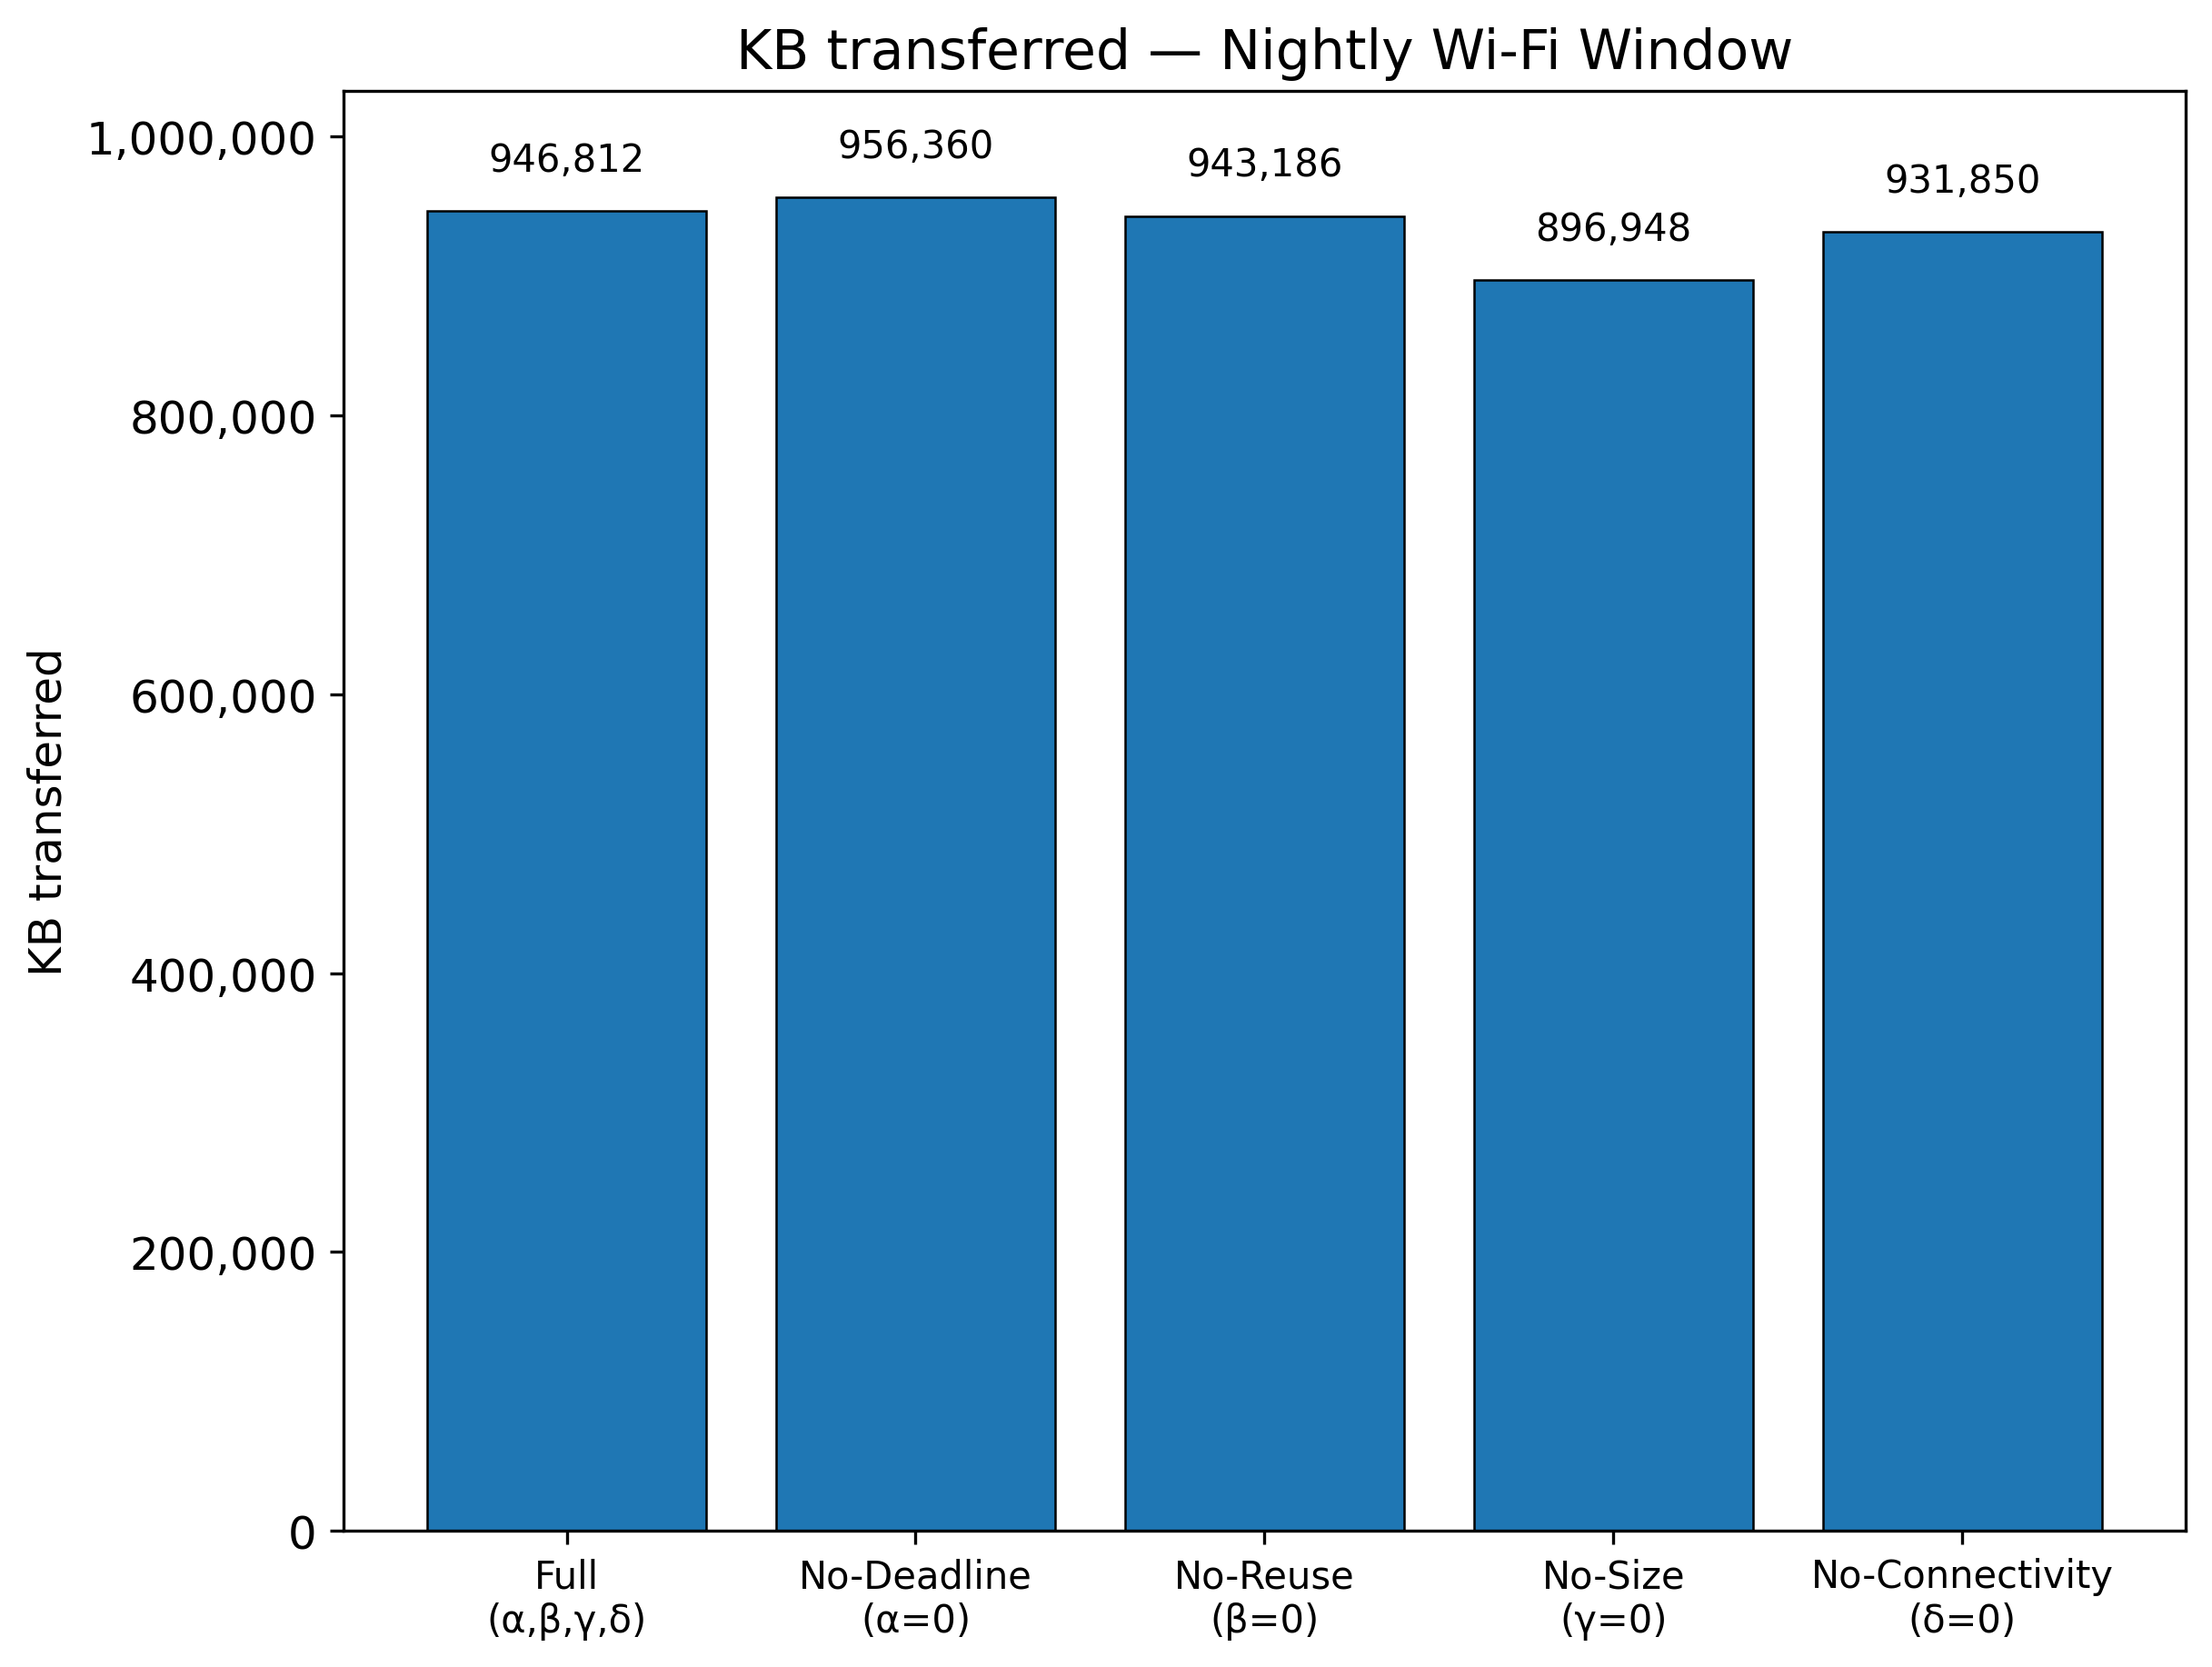 KB transferred — Nightly Wi-Fi Window
KB transferred
1,000,000
800,000
600,000
400,000
200,000
0
946,812
956,360
943,186
896,948
931,850
Full
(α,β,γ,δ)
No-Deadline
(α=0)
No-Reuse
(β=0)
No-Size
(γ=0)
No-Connectivity
(δ=0)